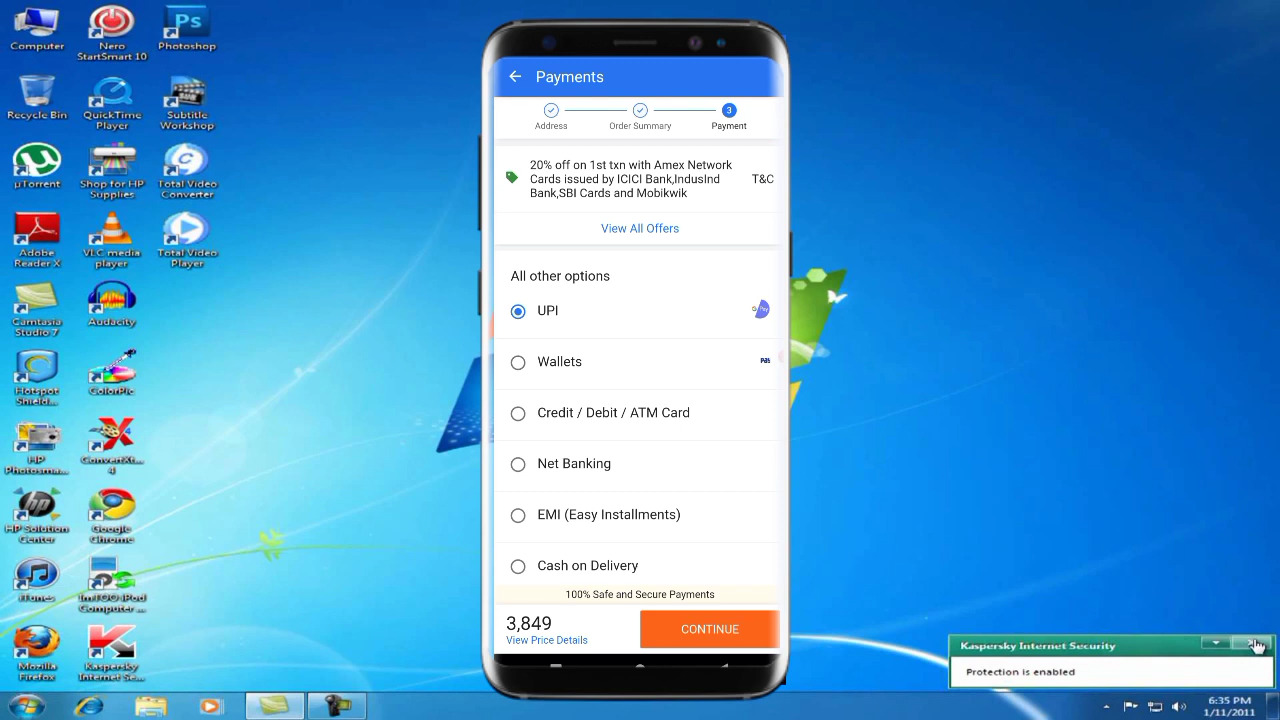 Computer
Nero
StartSmart 10
Photoshop
Recycle Bin
QuickTime
Player
Subtitle
Workshop
µTorrent
Shop for HP
Supplies
Total Video
Converter
Adobe
Reader X
VLC media
player
Total Video
Player
Camtasia
Studio 7
Audacity
Hotspot
Shield...
ColorPic
HP
Photosma...
ConvertXt...
4
HP Solution
Center
Google
Chrome
iTunes
ImTOO iPod
Computer ...
Mozilla
Firefox
Kaspersky
Internet Se...
Ps
Payments
3
Address
Order Summary
Payment
20% off on 1st txn with Amex Network
Cards issued by ICICI Bank,IndusInd
Bank,SBI Cards and Mobikwik
T&C
View All Offers
All other options
UPI
Pay
Wallets
Credit / Debit / ATM Card
Net Banking
EMI (Easy Installments)
Cash on Delivery
100% Safe and Secure Payments
3,849
View Price Details
CONTINUE
Kaspersky Internet Security
Protection is enabled
6:35 PM
1/11/2011